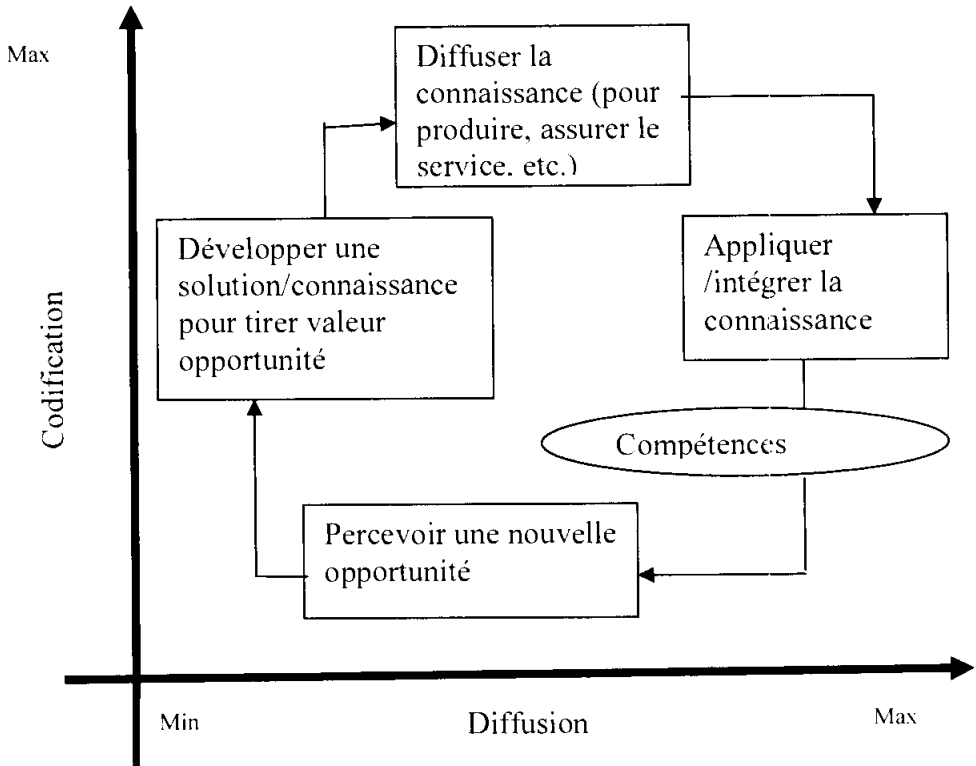 Max
Diffuser la
connaissance (pour
produire, assurer le
service, etc.)
Développer une
solution/connaissance
pour tirer valeur
opportunité
Appliquer
/intégrer la
connaissance
Codification
Compétences
Percevoir une nouvelle
opportunité
Min
Diffusion
Max